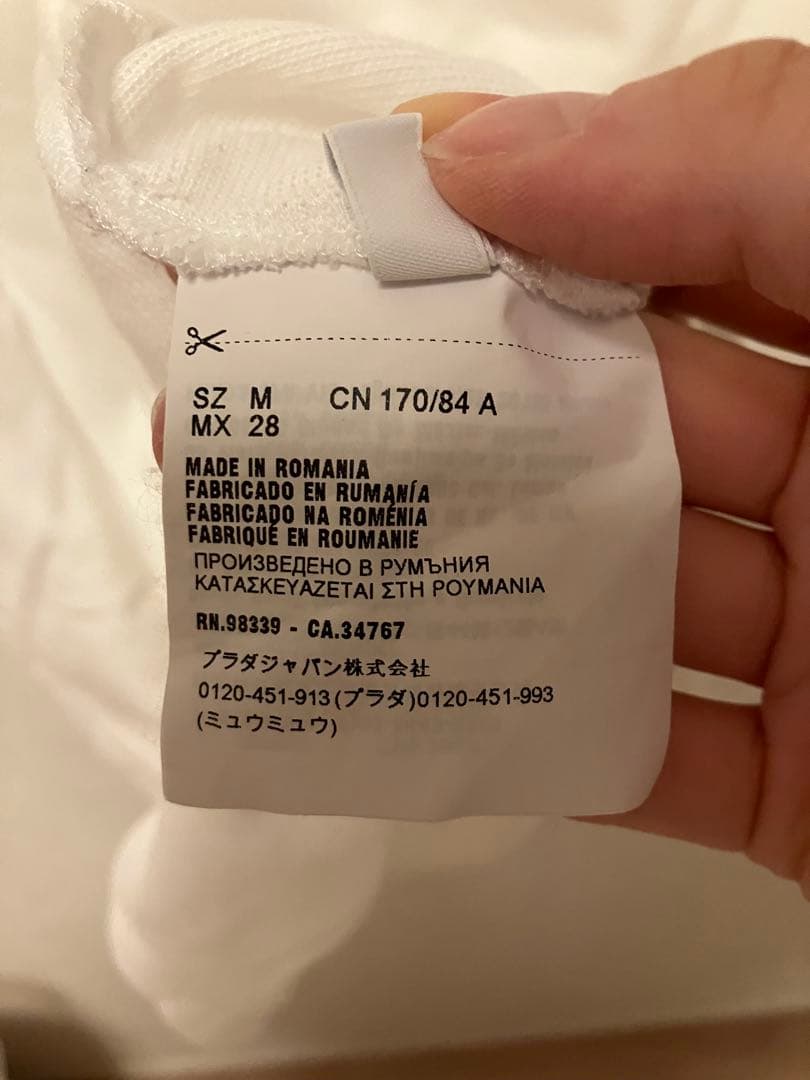 SZ M CN 170/84 A
MX 28
MADE IN ROMANIA
FABRICADO EN RUMANÍA
FABRICADO NA ROMÉNIA
FABRIQUÉ EN ROUMANIE
ПРОИЗВЕДЕНО В РУМЪНИЯ
ΚΑΤΑΣΚΕΥΑΖΕΤΑΙ ΣΤΗ ΡΟΥΜΑΝΙΑ
RN.98339 - CA.34767
プラダジャパン株式会社
0120-451-913(プラダ)0120-451-993
(ミュウミュウ)